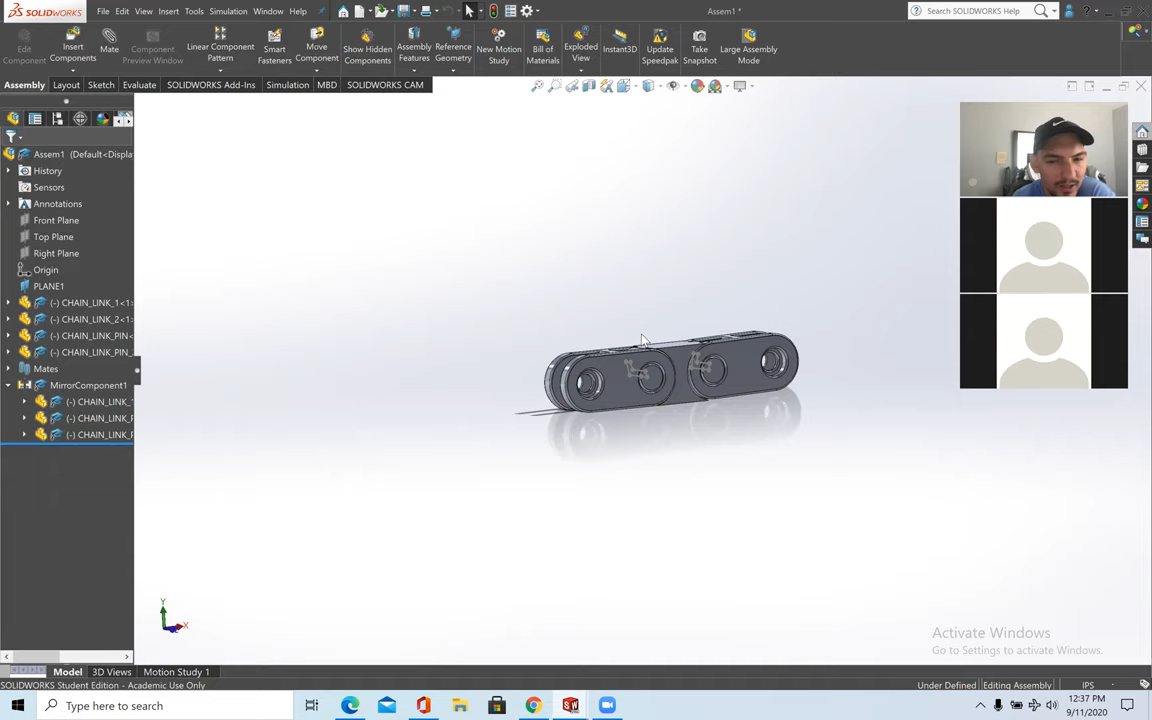 SOLIDWORKS File Edit View Insert Tools Simulation Window Help Assem1 * Search SOLIDWORKS Help
Edit Component
Insert Components
Mate
Component Preview Window
Linear Component Pattern
Smart Fasteners
Move Component
Show Hidden Components
Assembly Features
Reference Geometry
New Motion Study
Bill of Materials
Exploded View
Instant3D
Update Speedpak
Take Snapshot
Large Assembly Mode
Assembly Layout Sketch Evaluate SOLIDWORKS Add-Ins Simulation MBD SOLIDWORKS CAM
Assem1 (Default<Display
History
Sensors
Annotations
Front Plane
Top Plane
Right Plane
Origin
PLANE1
(-) CHAIN_LINK_1<1>
(-) CHAIN_LINK_2<1>
(-) CHAIN_LINK_PIN<
(-) CHAIN_LINK_PIN_
Mates
MirrorComponent1
(-) CHAIN_LINK_
(-) CHAIN_LINK_P
(-) CHAIN_LINK_P
Y
X
Activate Windows
Go to Settings to activate Windows.
Model 3D Views Motion Study 1
SOLIDWORKS Student Edition - Academic Use Only Under Defined Editing Assembly IPS
Type here to search
12:37 PM
9/11/2020